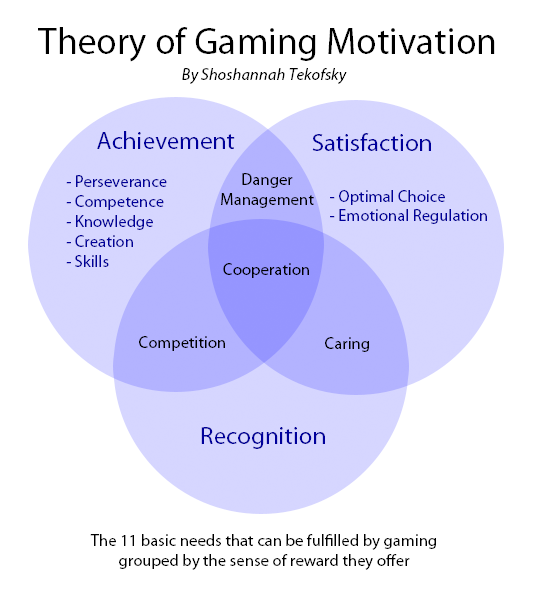 Theory of Gaming Motivation
By Shoshannah Tekofsky
Achievement
- Perseverance
- Competence
- Knowledge
- Creation
- Skills
Satisfaction
- Optimal Choice
- Emotional Regulation
Danger
Management
Cooperation
Competition
Caring
Recognition
The 11 basic needs that can be fulfilled by gaming
grouped by the sense of reward they offer